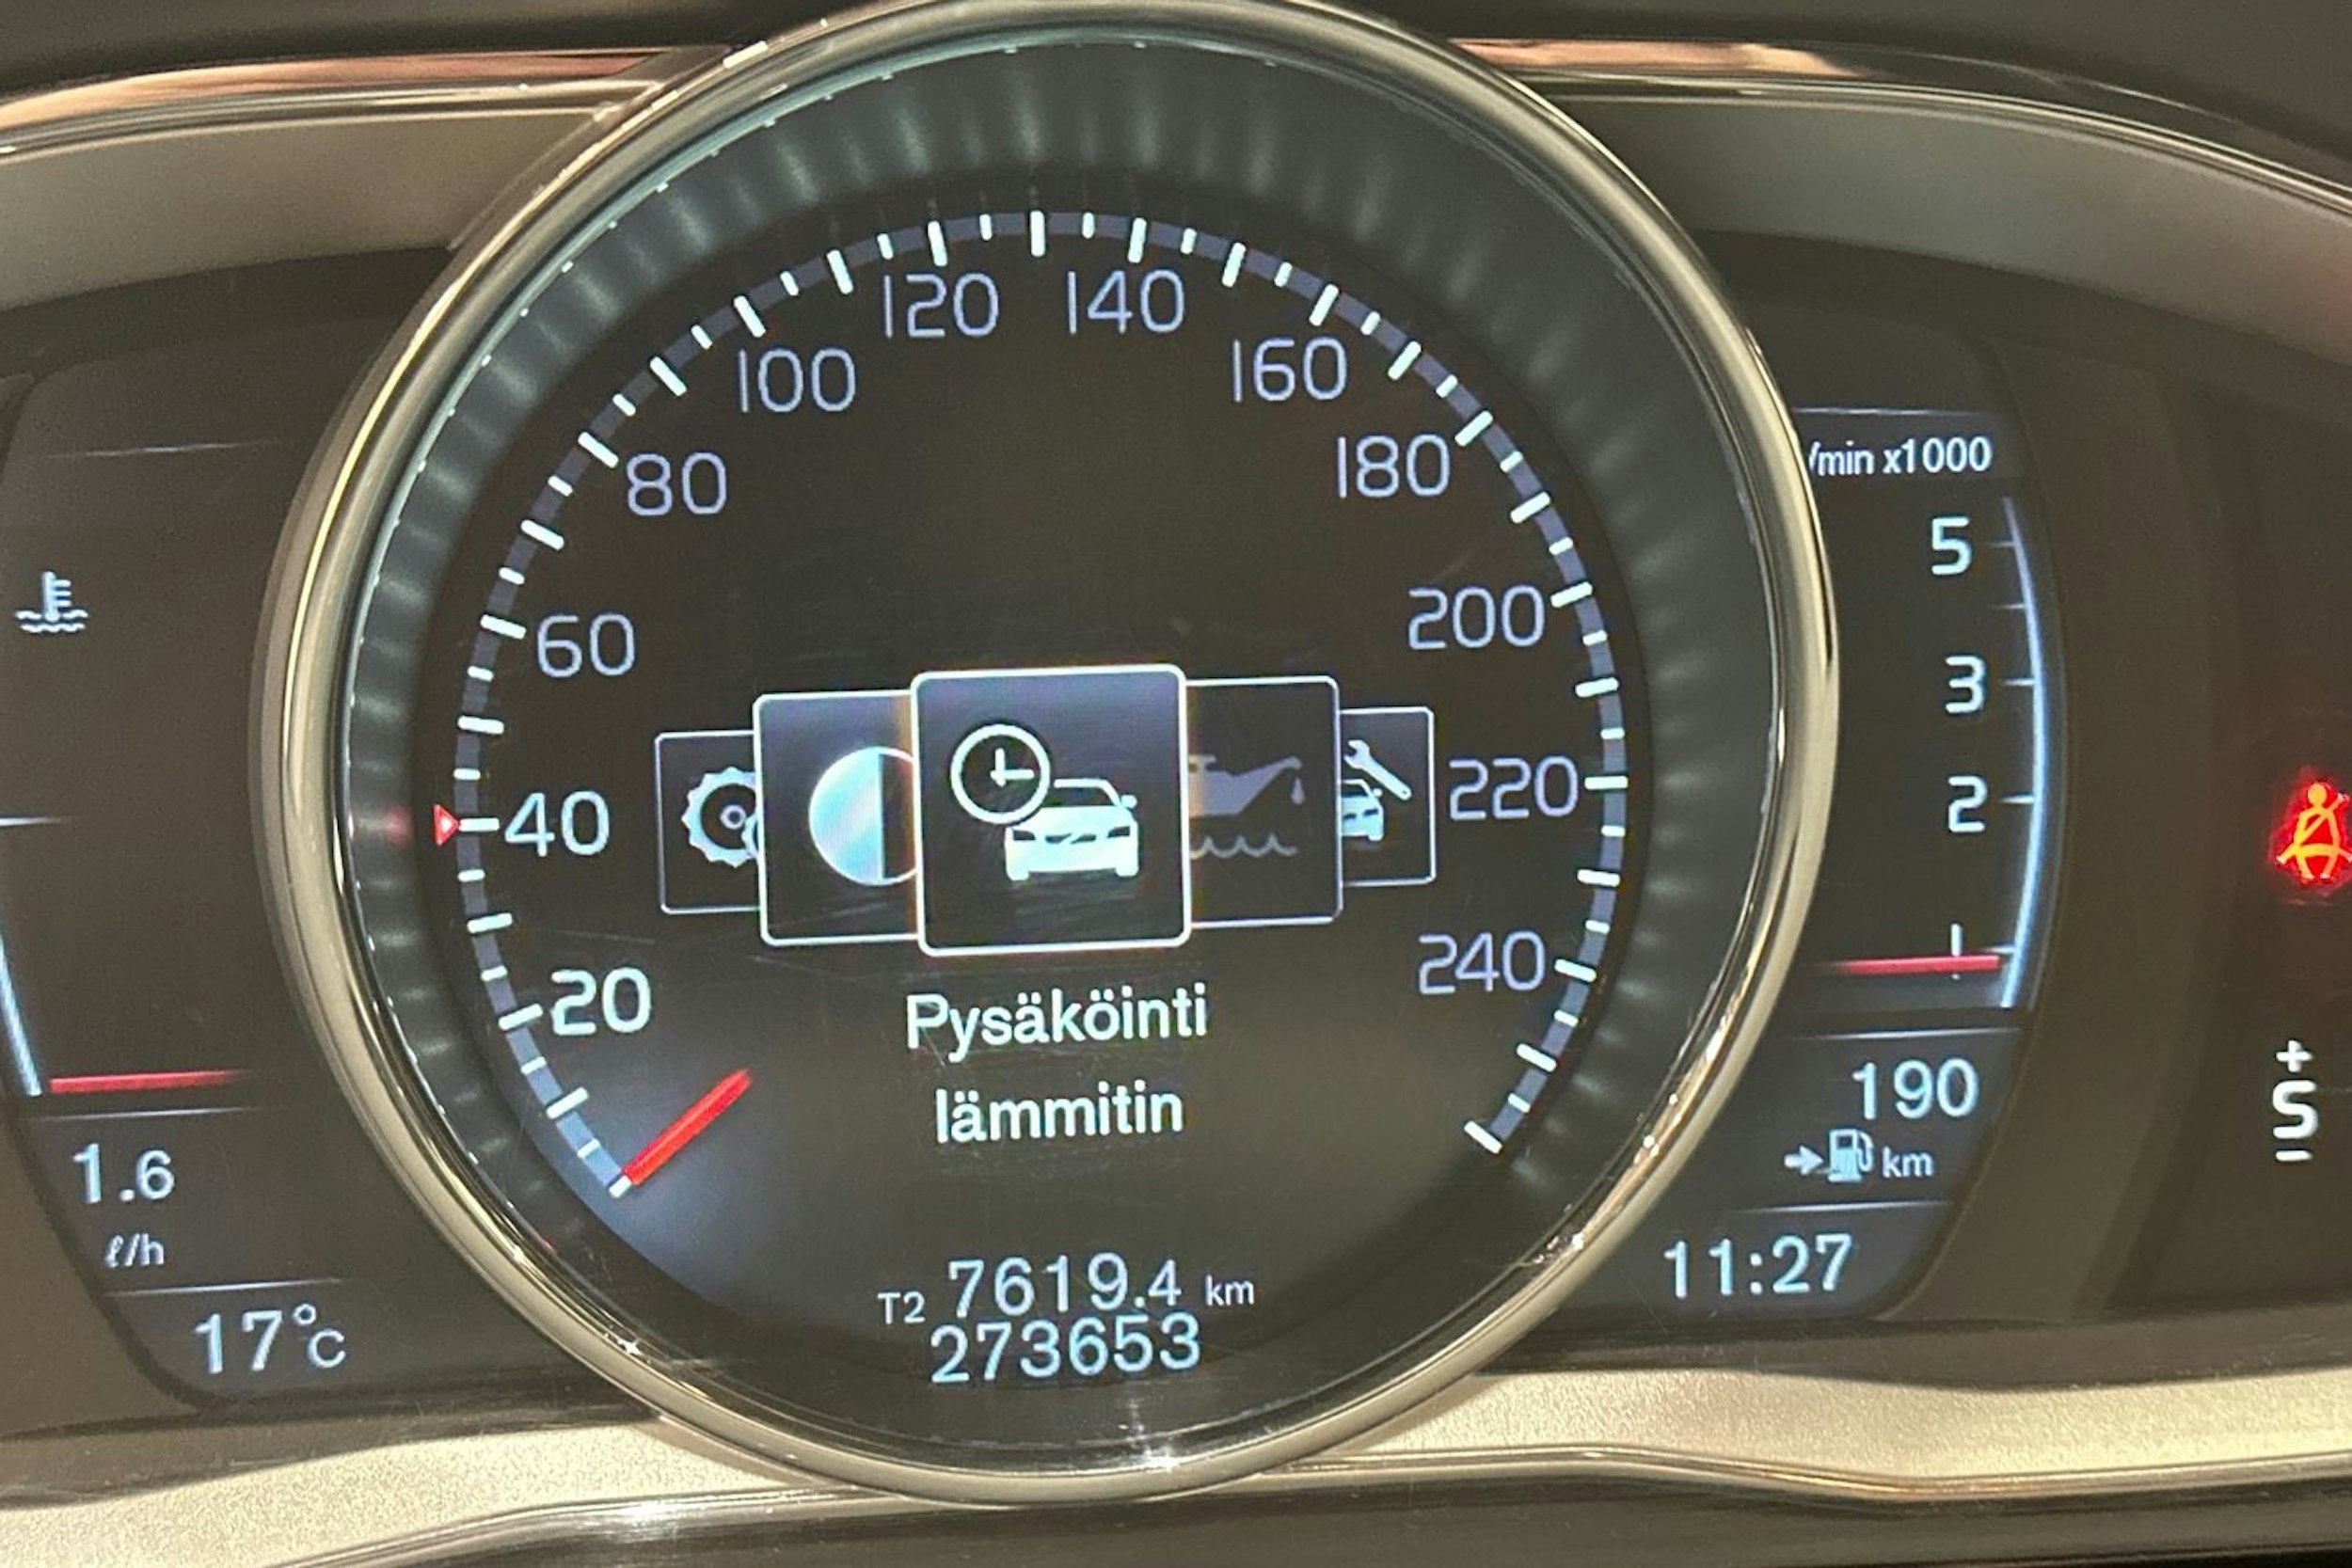 120 140
100 160
80 180
60 200
40 220
20 240
Pysäköinti
lämmitin
T2 7619.4 km
273653
1.6
ℓ/h
17°c
/min x1000
5
3
2
1
190
km
11:27
+
S
−